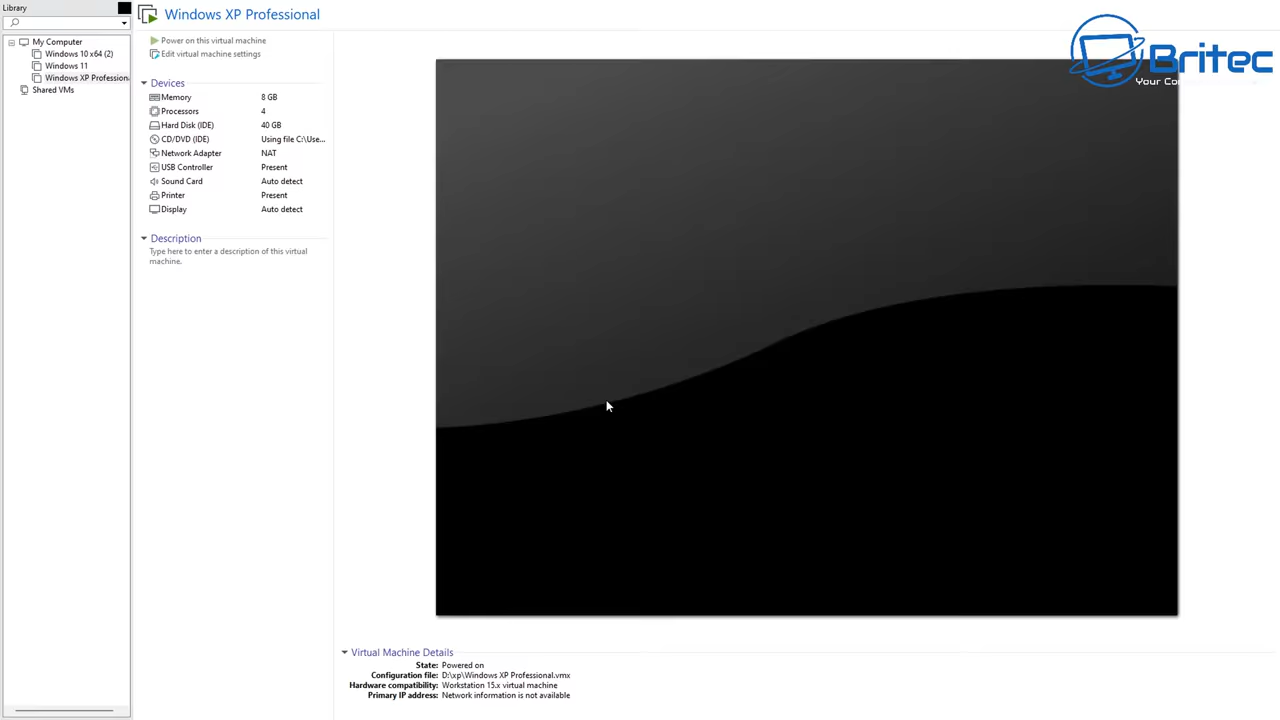 Library
Windows XP Professional
Britec
Your Co
My Computer
Windows 10 x64 (2)
Windows 11
Windows XP Profession
Shared VMs
Power on this virtual machine
Edit virtual machine settings
Devices
Memory 8 GB
Processors 4
Hard Disk (IDE) 40 GB
CD/DVD (IDE) Using file C:\Use...
Network Adapter NAT
USB Controller Present
Sound Card Auto detect
Printer Present
Display Auto detect
Description
Type here to enter a description of this virtual
machine.
Virtual Machine Details
State: Powered on
Configuration file: D:\xp\Windows XP Professional.vmx
Hardware compatibility: Workstation 15.x virtual machine
Primary IP address: Network information is not available